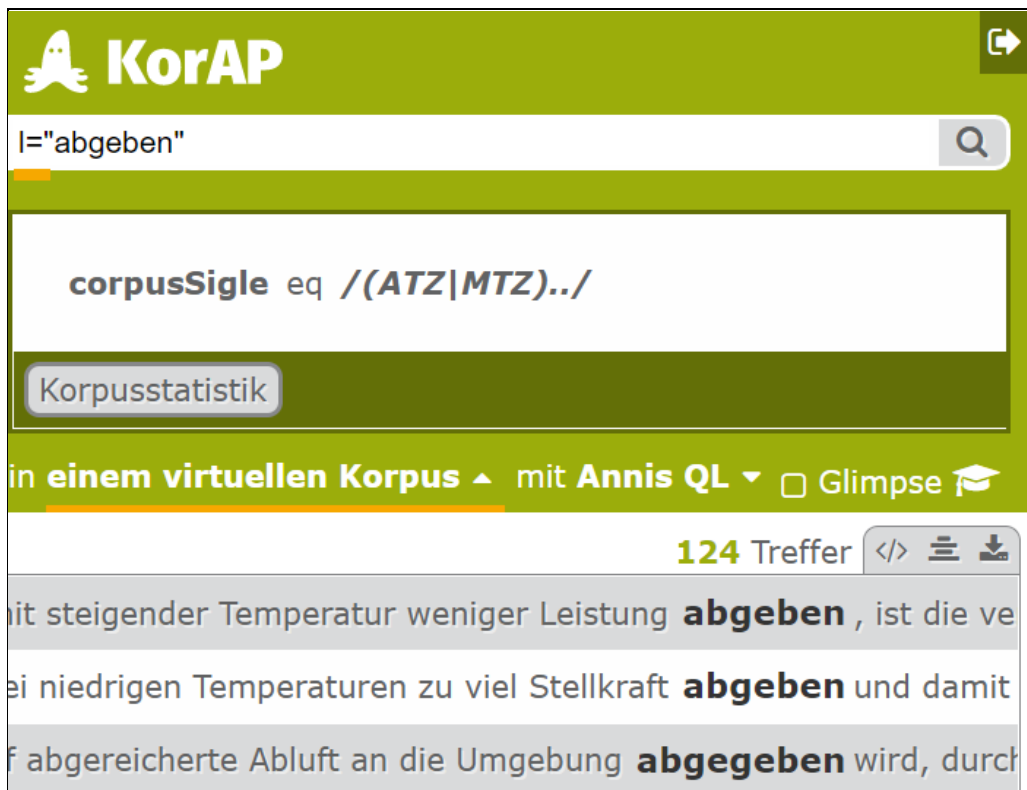 KorAP
l="abgeben"
corpusSigle eq /(ATZ|MTZ)../
Korpusstatistik
in einem virtuellen Korpus mit Annis QL Glimpse
124 Treffer </>
mit steigender Temperatur weniger Leistung abgeben , ist die ve
ei niedrigen Temperaturen zu viel Stellkraft abgeben und damit
f abgereicherte Abluft an die Umgebung abgegeben wird, durch